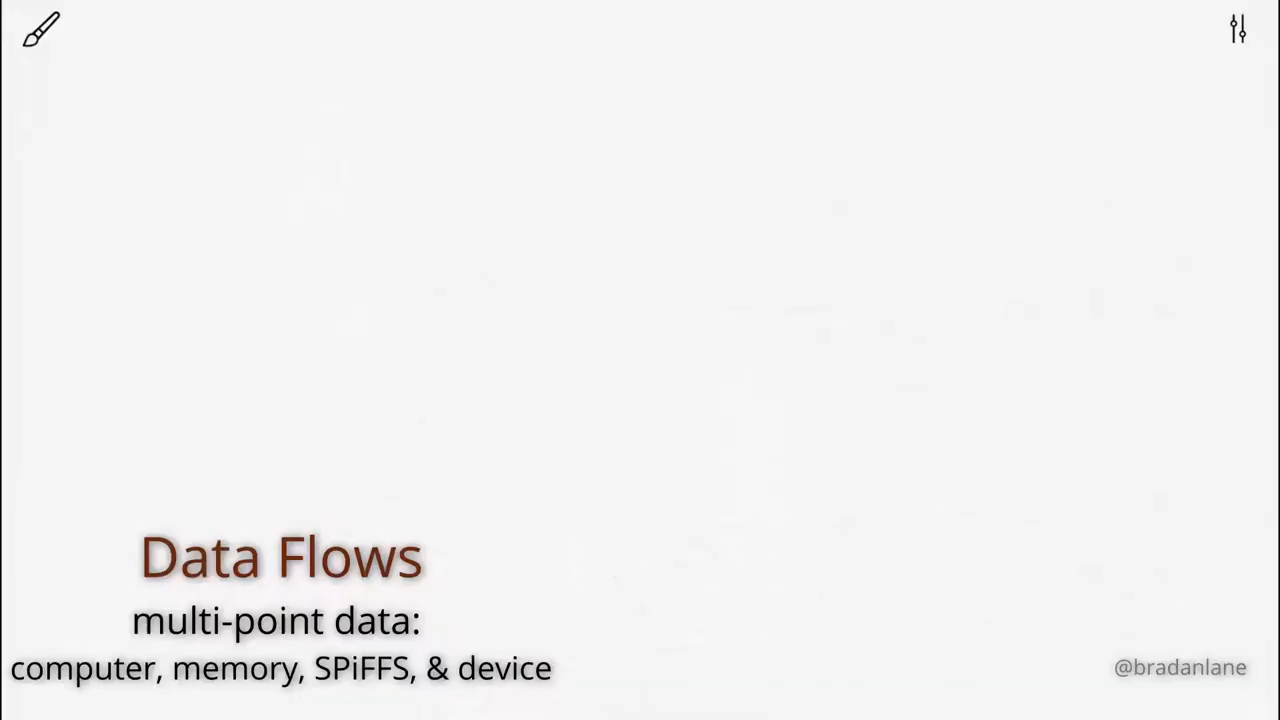 Data Flows
multi-point data:
computer, memory, SPiFFS, & device
@bradanlane